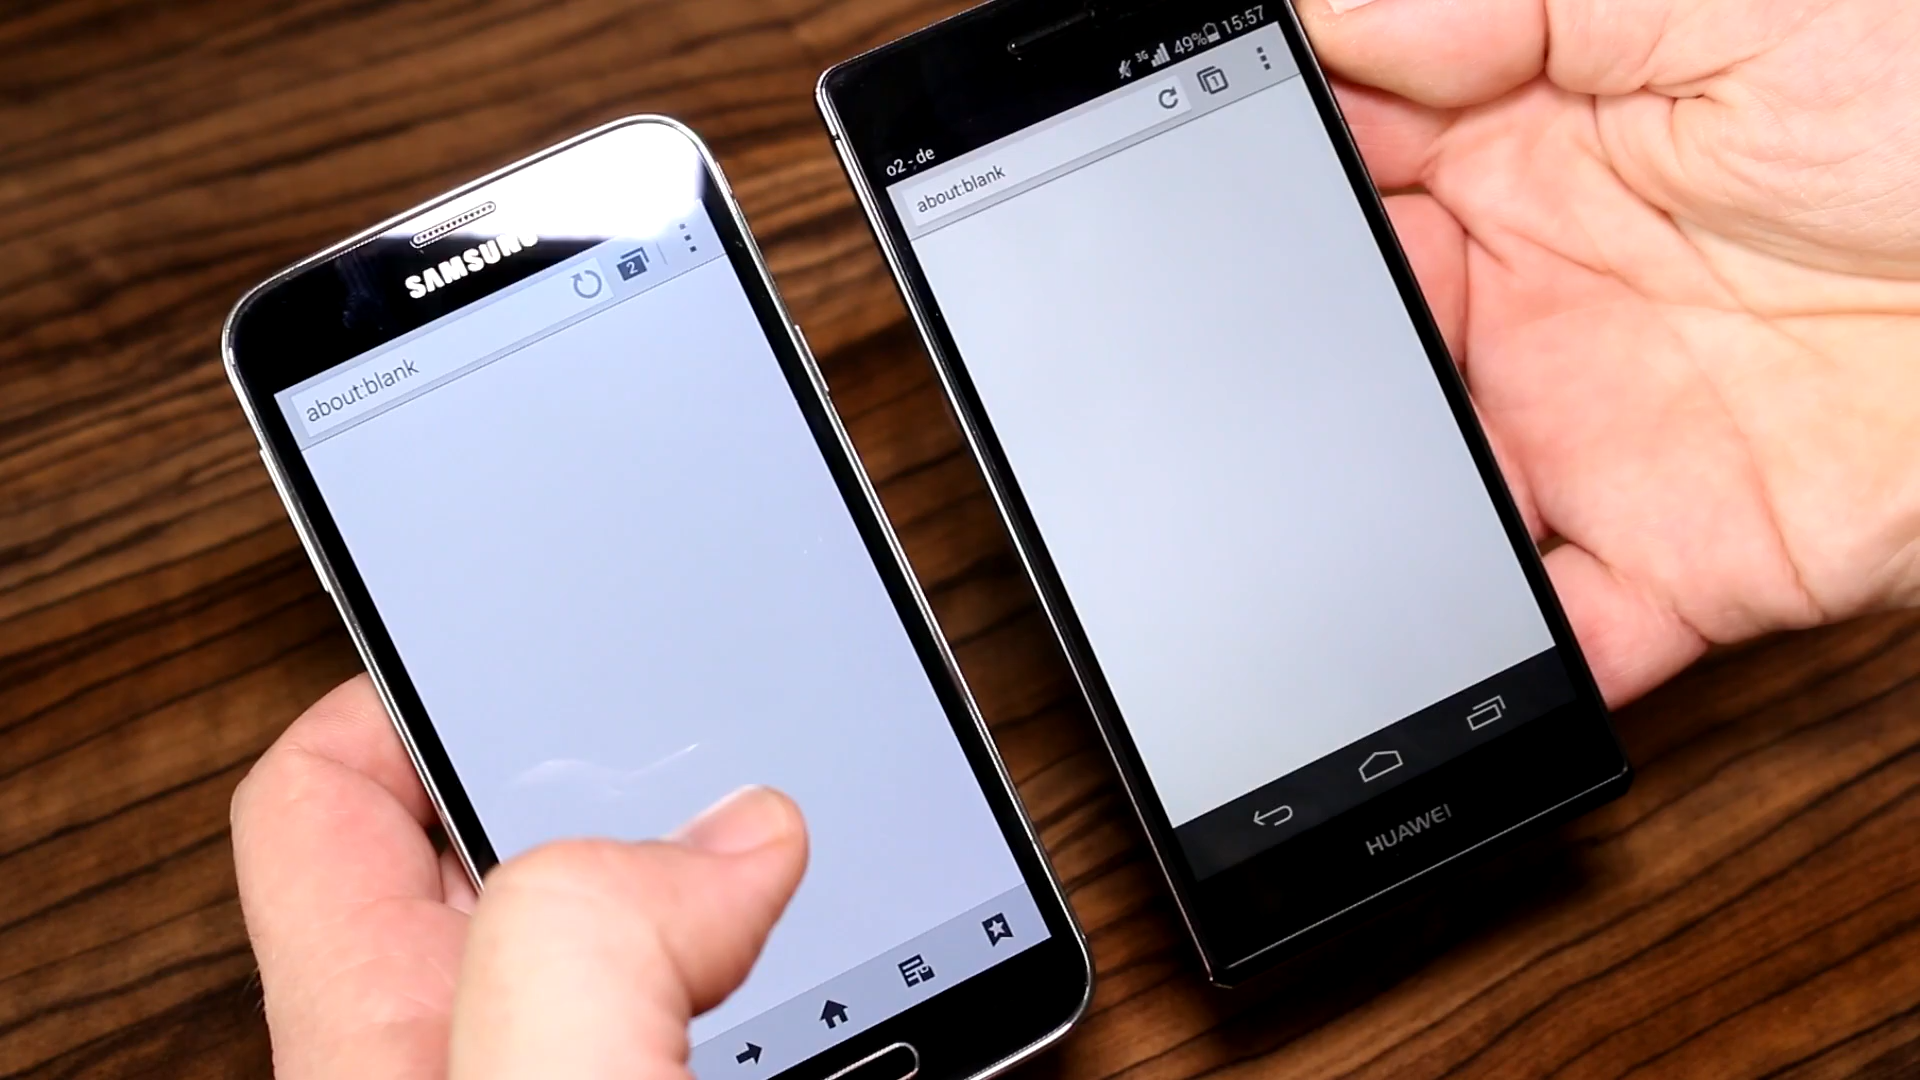 SAMSUNG
2
about:blank
3G 49% 15:57
o2 - de
1
about:blank
HUAWEI